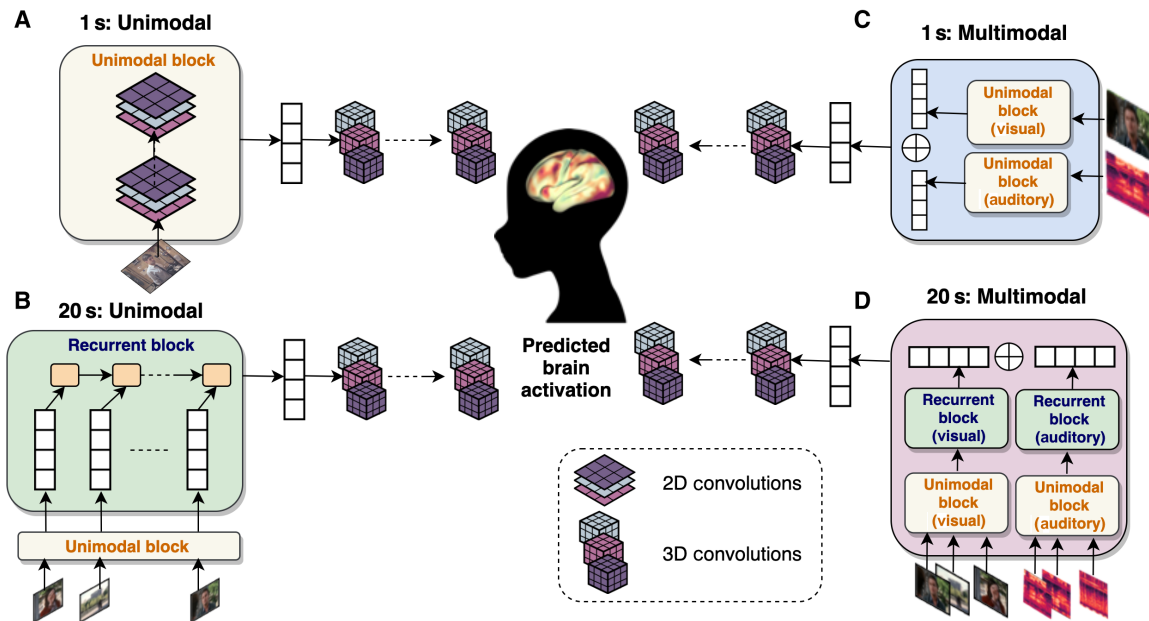 A
1 s: Unimodal
Unimodal block
B
20 s: Unimodal
Recurrent block
Unimodal block
Predicted
brain
activation
2D convolutions
3D convolutions
C
1 s: Multimodal
Unimodal
block
(visual)
Unimodal
block
(auditory)
20 s: Multimodal
D
Recurrent
block
(visual)
Recurrent
block
(auditory)
Unimodal
block
(visual)
Unimodal
block
(auditory)